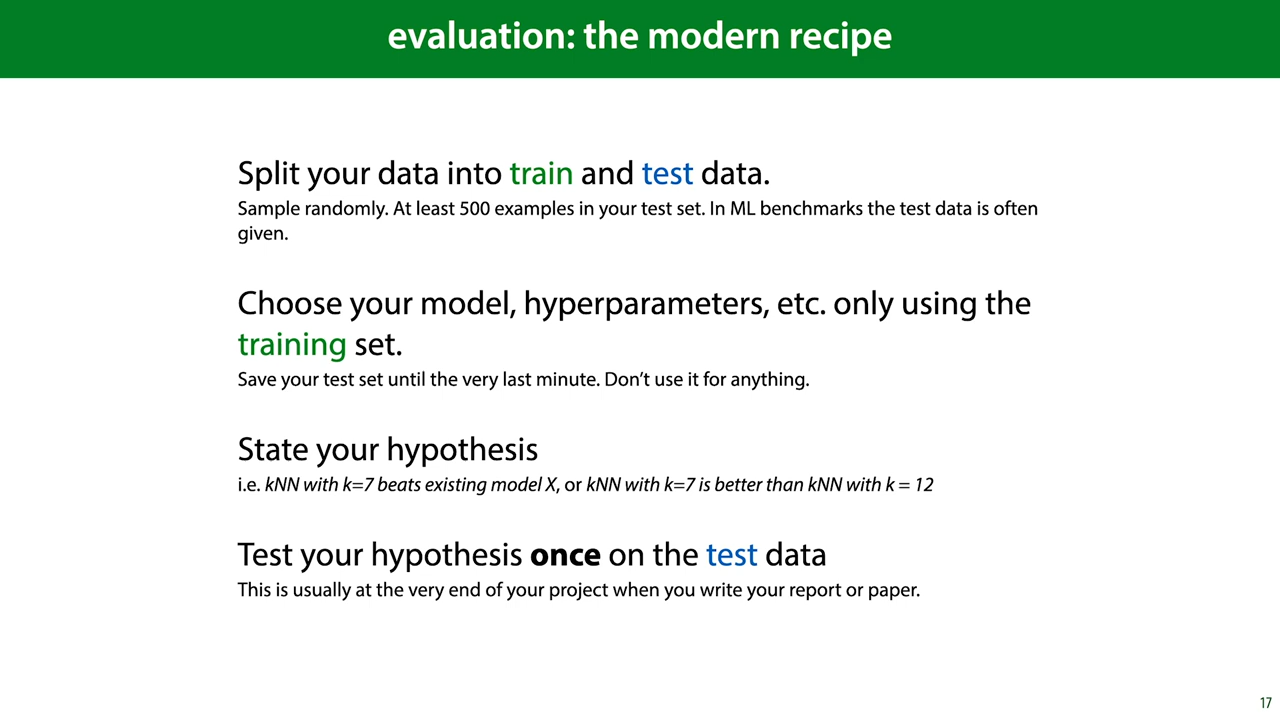 evaluation: the modern recipe
Split your data into train and test data.
Sample randomly. At least 500 examples in your test set. In ML benchmarks the test data is often
given.
Choose your model, hyperparameters, etc. only using the
training set.
Save your test set until the very last minute. Don’t use it for anything.
State your hypothesis
i.e. kNN with k=7 beats existing model X, or kNN with k=7 is better than kNN with k = 12
Test your hypothesis once on the test data
This is usually at the very end of your project when you write your report or paper.
17